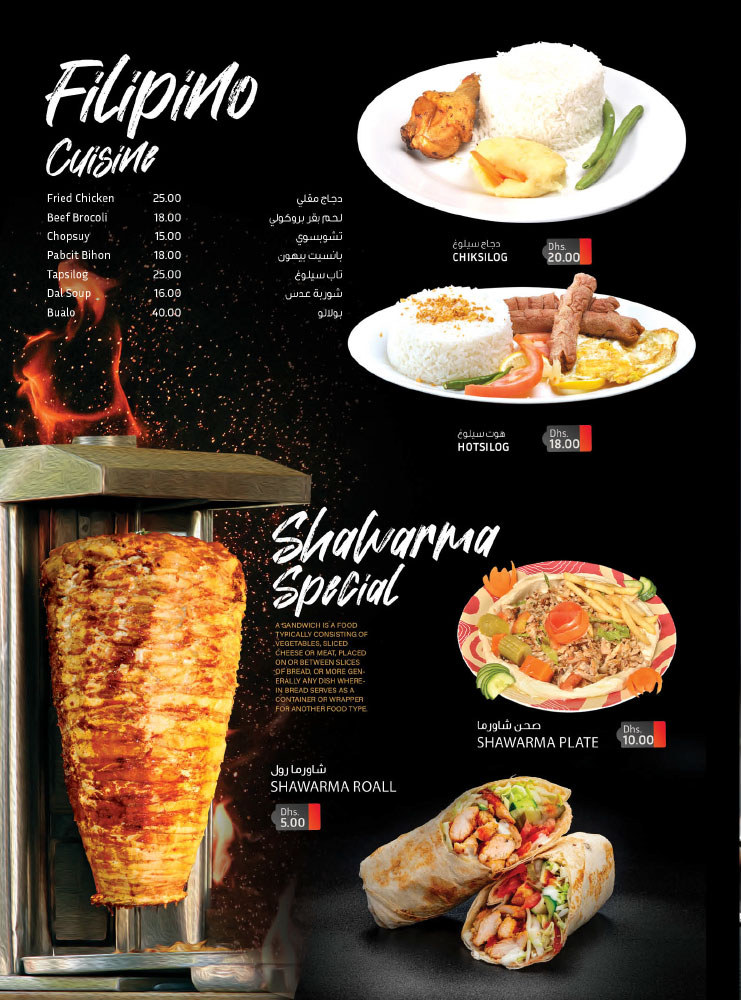 Filipino
Cuisine
Fried Chicken 25.00 دجاج مقلي
Beef Brocoli 18.00 لحم بقر بروكولي
Chopsuy 15.00 تشوبسوي
Pabcit Bihon 18.00 بانسيت بيهون
Tapsilog 25.00 تاب سيلوغ
Dal Soup 16.00 شوربة عدس
Bualo 40.00 بولالو
دجاج سيلوغ
CHIKSILOG
Dhs.
20.00
هوت سيلوغ
HOTSILOG
Dhs.
18.00
Shawarma
Special
A SANDWICH IS A FOOD
TYPICALLY CONSISTING OF
VEGETABLES, SLICED
CHEESE OR MEAT, PLACED
ON OR BETWEEN SLICES
OF BREAD, OR MORE GEN-
ERALLY ANY DISH WHERE-
IN BREAD SERVES AS A
CONTAINER OR WRAPPER
FOR ANOTHER FOOD TYPE.
صحن شاورما
SHAWARMA PLATE
Dhs.
10.00
شاورما رول
SHAWARMA ROALL
Dhs.
5.00